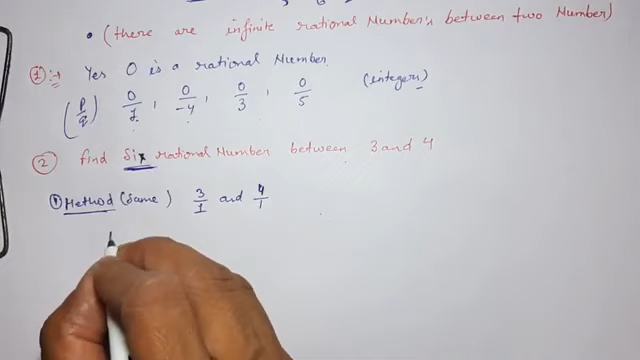 • (there are infinite rational Number's between two Number)
① :→ Yes 0 is a rational Number.
(p/q) 0/1, 0/-4, 0/3, 0/5 (integers)
② find Six rational Number between 3 and 4
① Method (Same) 3/1 and 4/1